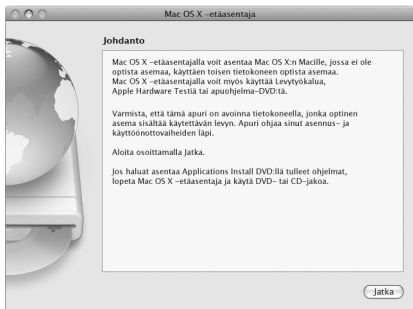 Mac OS X -etäasentaja
Johdanto
Mac OS X -etäasentajalla voit asentaa Mac OS X:n Macille, jossa ei ole
optista asemaa, käyttäen toisen tietokoneen optista asemaa.
Mac OS X -etäasentajalla voit myös käyttää Levytyökalua,
Apple Hardware Testiä tai apuohjelma-DVD:tä.
Varmista, että tämä apuri on avoinna tietokoneella, jonka optinen
asema sisältää käytettävän levyn. Apuri ohjaa sinut asennus- ja
käyttöönottovaiheiden läpi.
Aloita osoittamalla Jatka.
Jos haluat asentaa Applications Install DVD:llä tulleet ohjelmat,
lopeta Mac OS X -etäasentaja ja käytä DVD- tai CD-jakoa.
Jatka